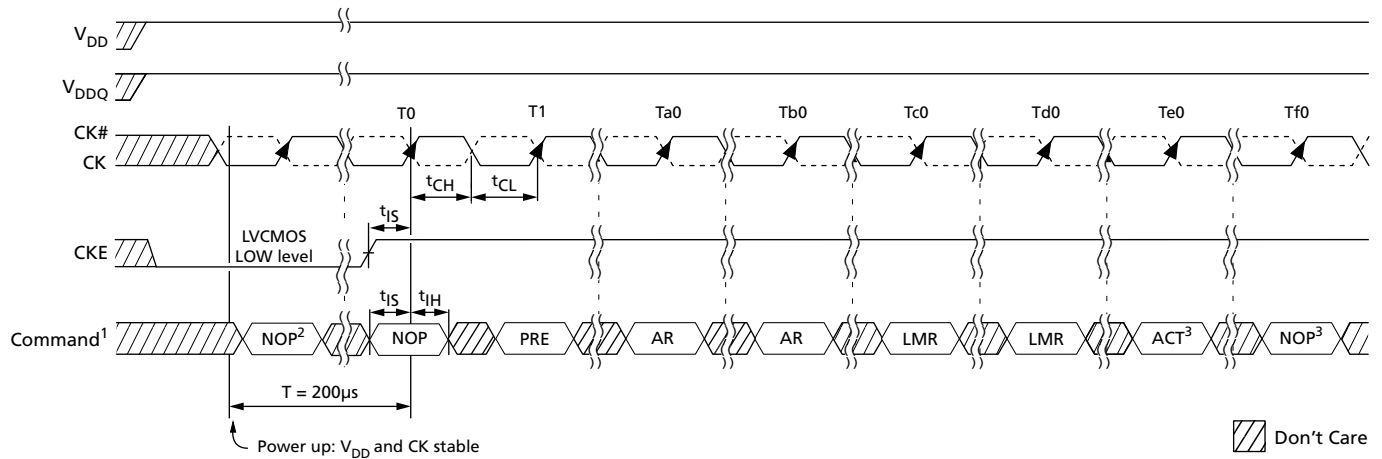 VDD
VDDQ
T0 T1 Ta0 Tb0 Tc0 Td0 Te0 Tf0
CK#
CK
tCH tCL
tIS
LVCMOS
LOW level
CKE
tIS tIH
Command¹ NOP² NOP PRE AR AR LMR LMR ACT³ NOP³
T = 200µs
Power up: VDD and CK stable
Don't Care